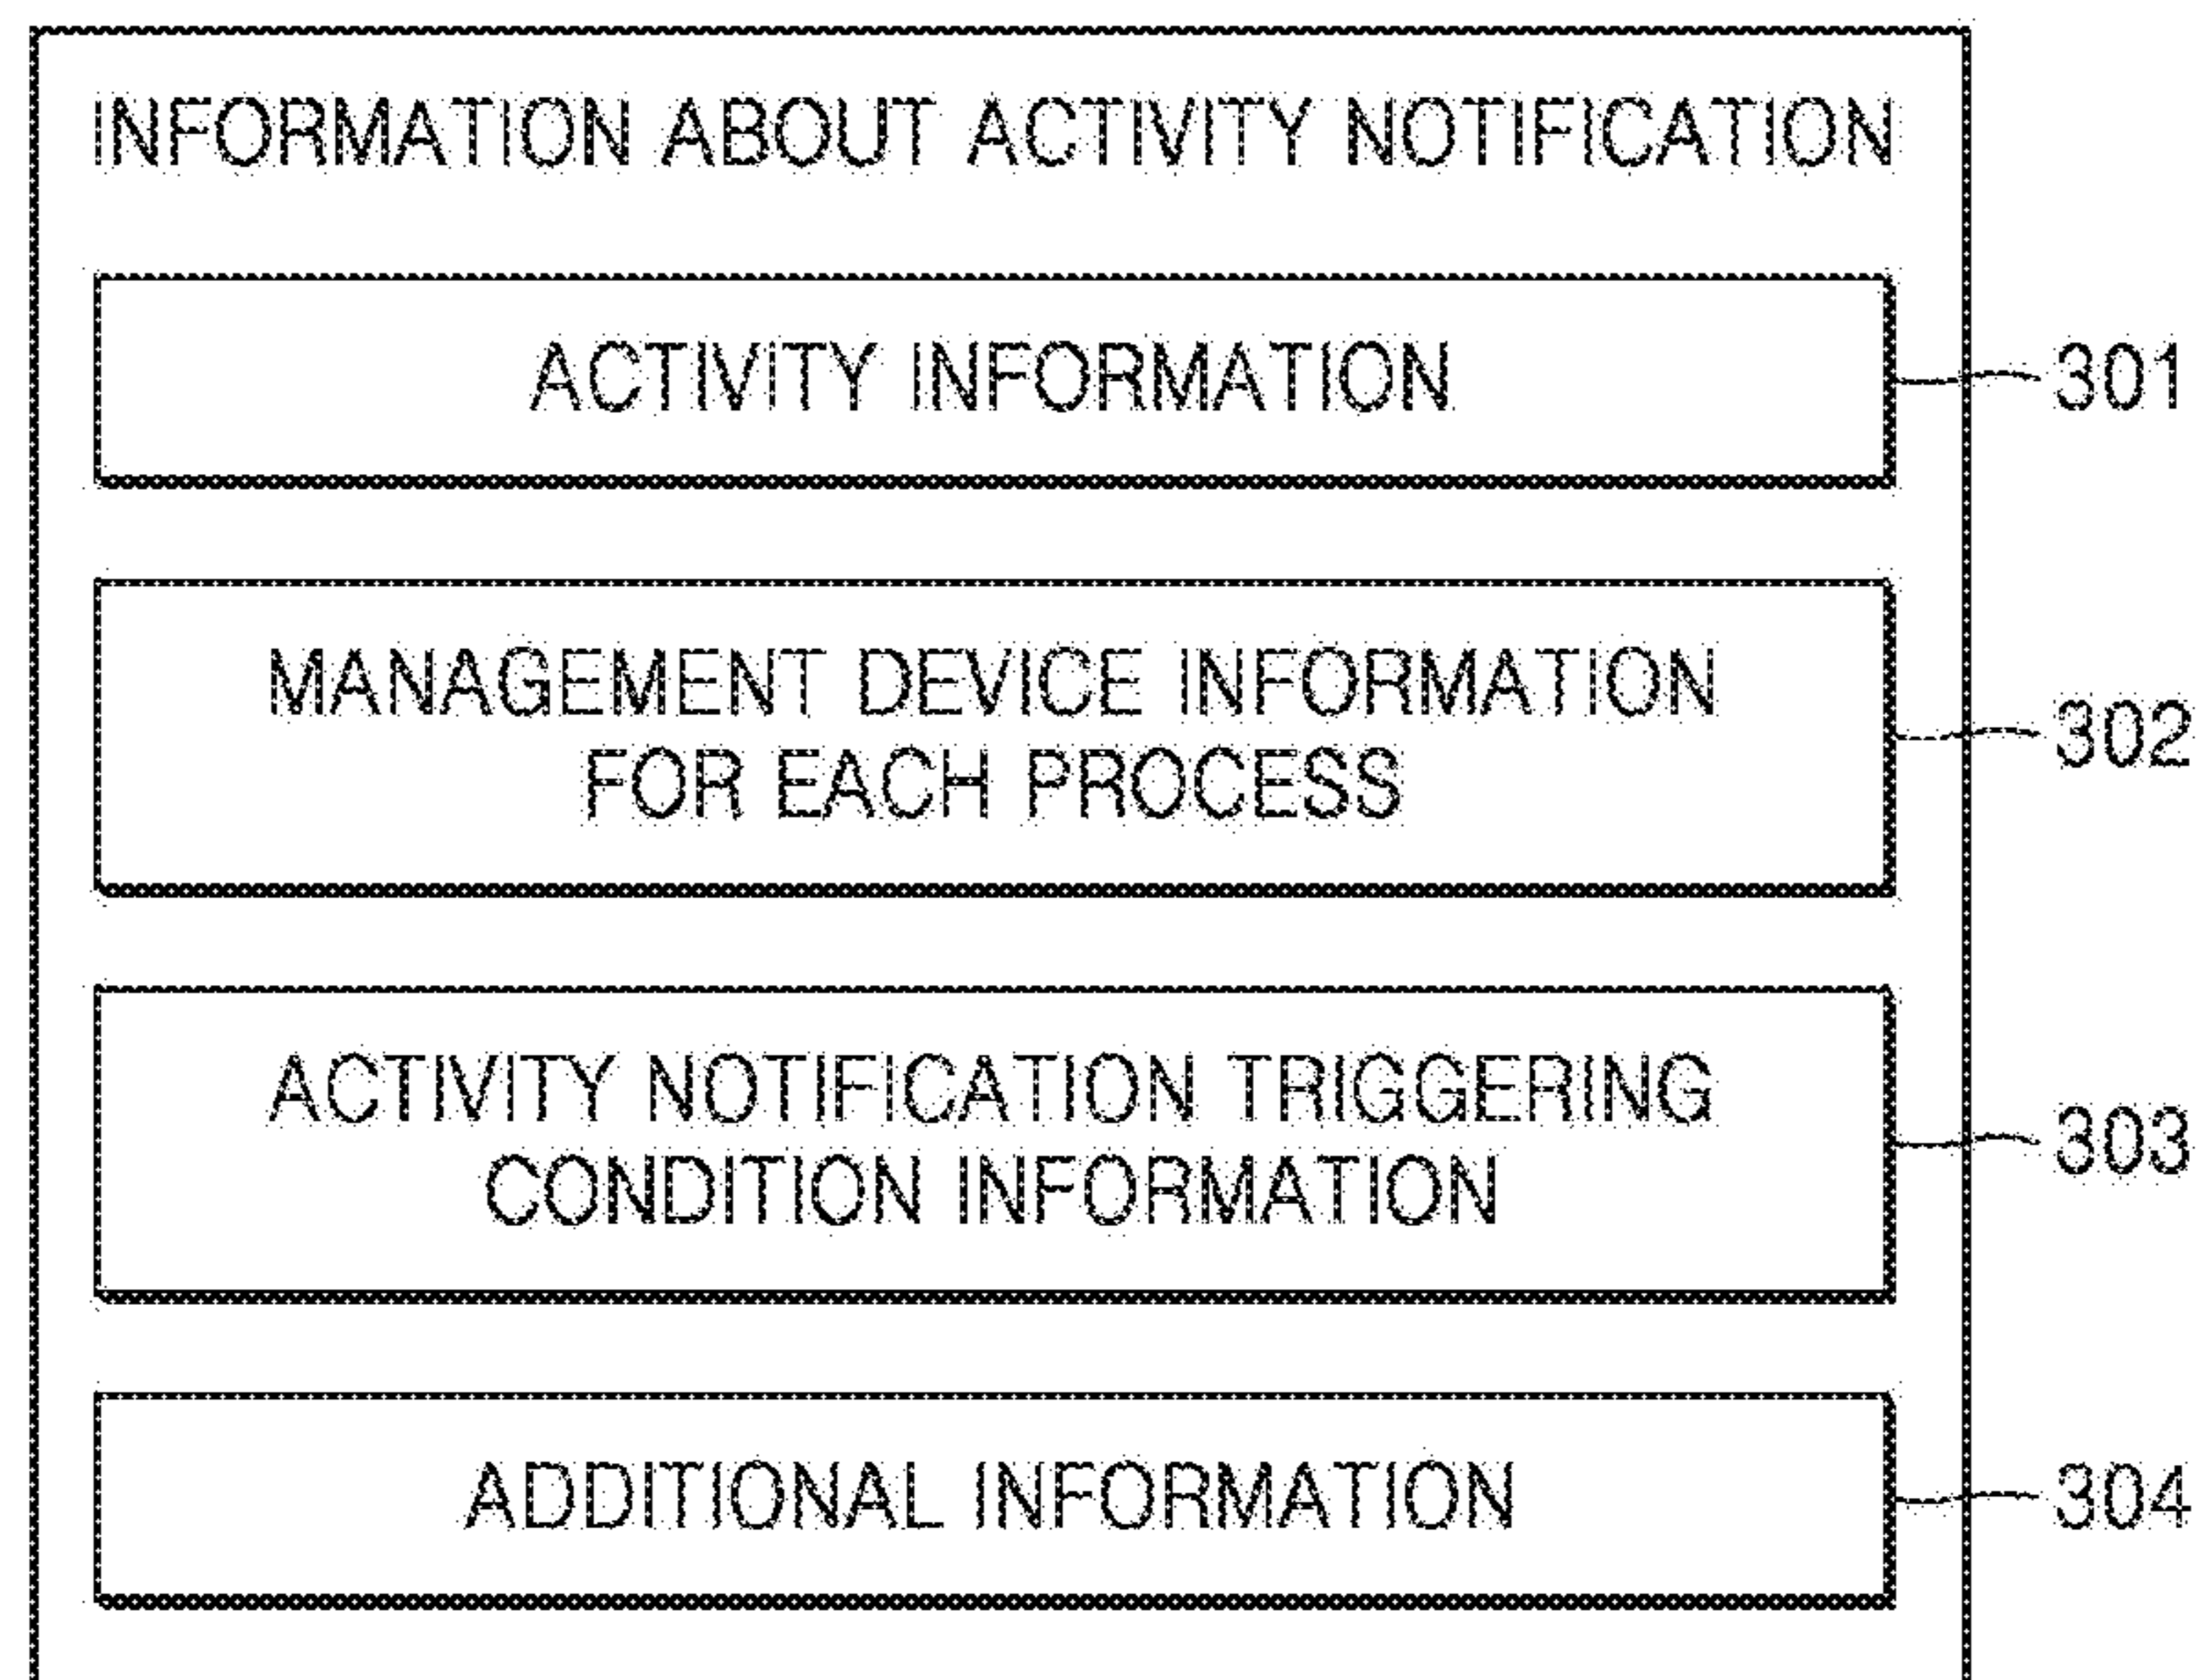 INFORMATION ABOUT ACTIVITY NOTIFICATION
ACTIVITY INFORMATION
301
MANAGEMENT DEVICE INFORMATION
FOR EACH PROCESS
302
ACTIVITY NOTIFICATION TRIGGERING
CONDITION INFORMATION
303
ADDITIONAL INFORMATION
304